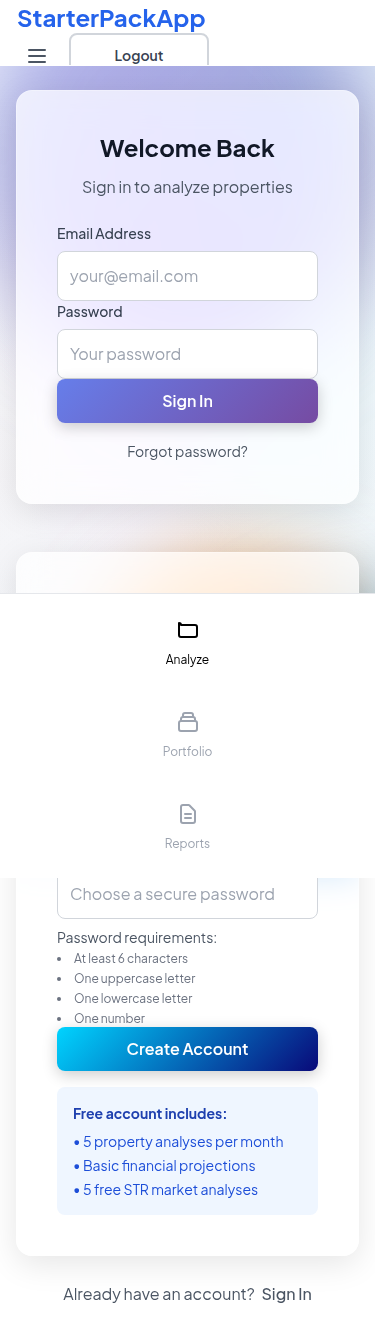 StarterPackApp
Logout
Welcome Back
Sign in to analyze properties
Email Address
your@email.com
Password
Your password
Sign In
Forgot password?
Analyze
Portfolio
Reports
Choose a secure password
Password requirements:
• At least 6 characters
• One uppercase letter
• One lowercase letter
• One number
Create Account
Free account includes:
• 5 property analyses per month
• Basic financial projections
• 5 free STR market analyses
Already have an account? Sign In